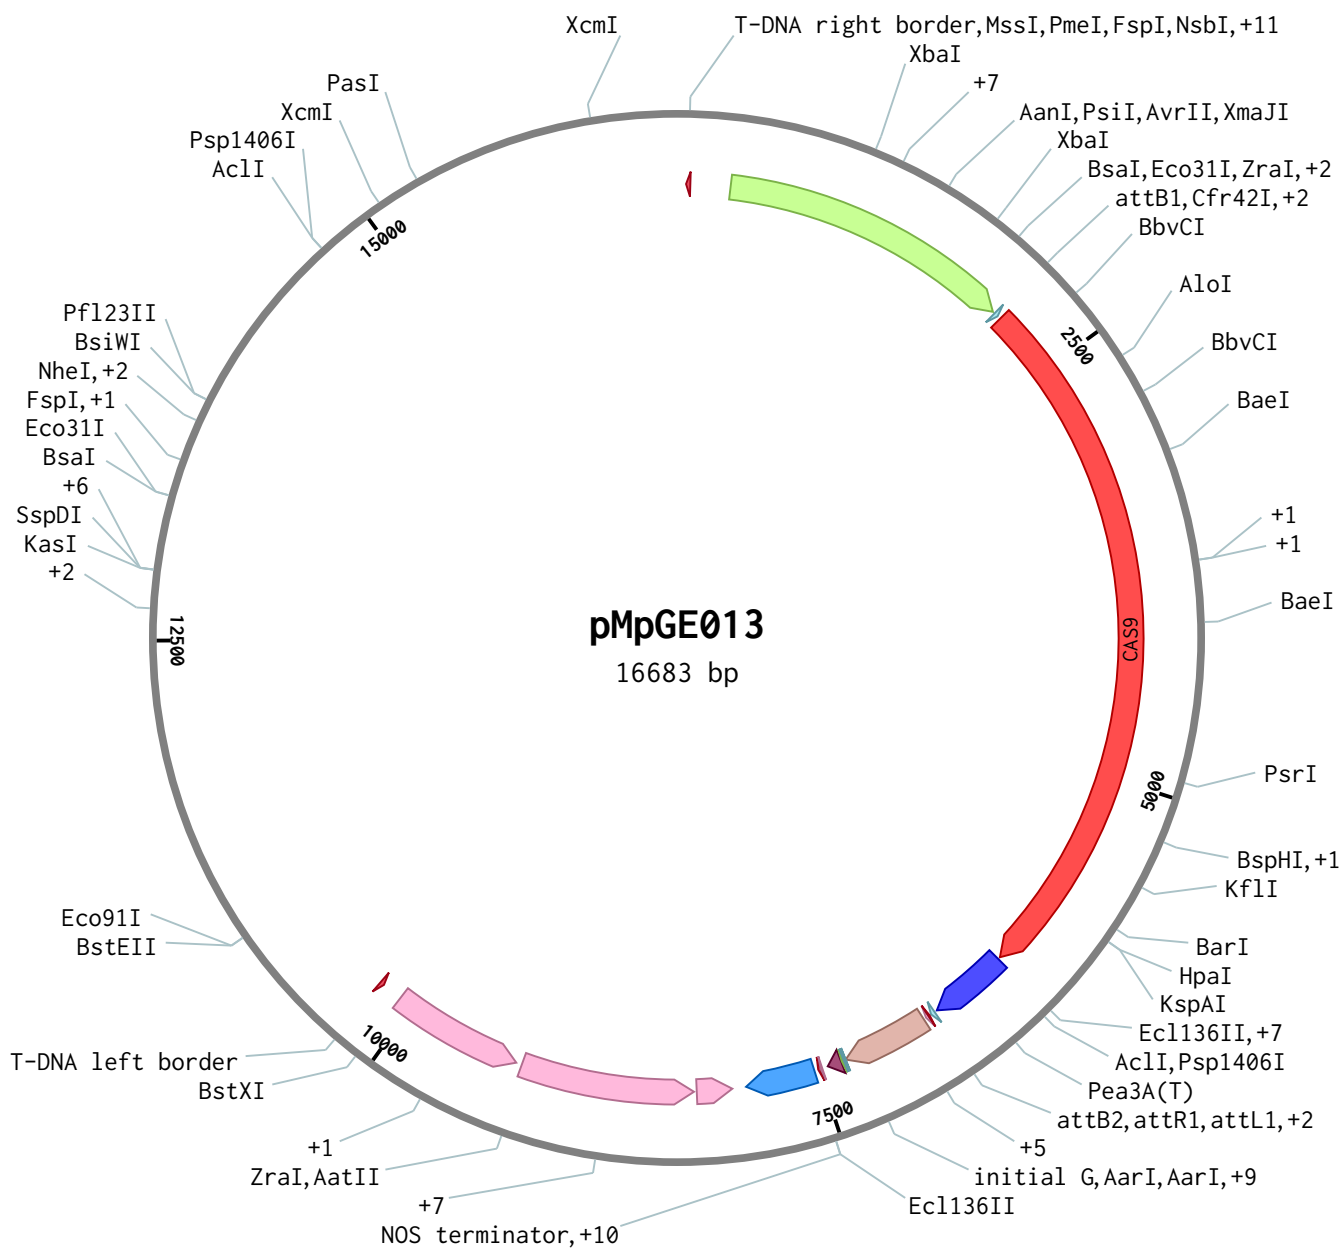 XcmI
T-DNA right border,MssI,PmeI,FspI,NsbI,+11
XbaI
+7
AanI,PsiI,AvrII,XmaJI
XbaI
BsaI,Eco31I,ZraI,+2
attB1,Cfr42I,+2
BbvCI
AloI
BbvCI
BaeI
+1
+1
BaeI
PsrI
BspHI,+1
KflI
BarI
HpaI
KspAI
Ecl136II,+7
AclI,Psp1406I
Pea3A(T)
attB2,attR1,attL1,+2
+5
initial G,AarI,AarI,+9
Ecl136II
NOS terminator,+10
+7
ZraI,AatII
+1
BstXI
T-DNA left border
BstEII
Eco91I
+2
KasI
SspDI
+6
BsaI
Eco31I
FspI,+1
NheI,+2
BsiWI
Pfl23II
AclI
Psp1406I
XcmI
PasI
2500
5000
7500
10000
12500
15000
CAS9
pMpGE013
16683 bp